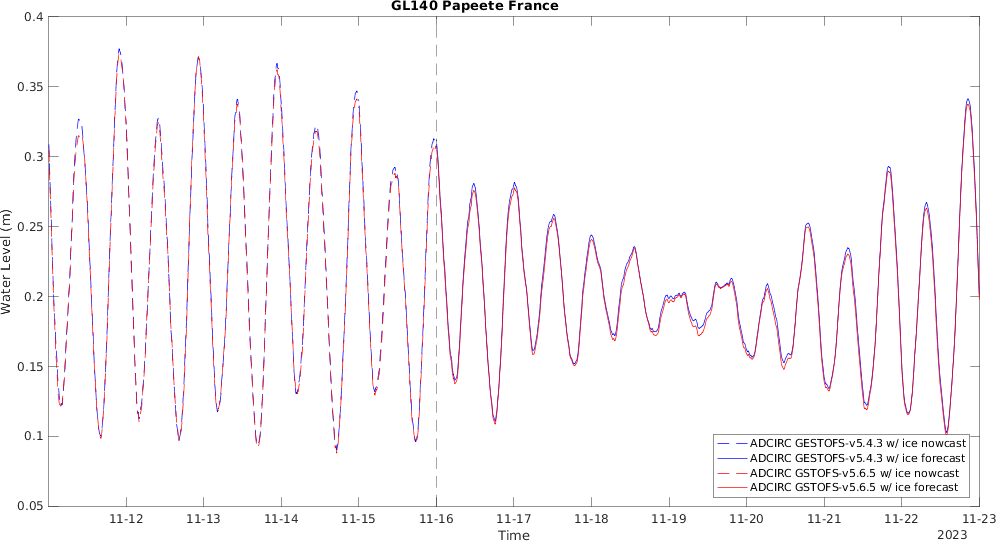 GL140 Papeete France
0.4
0.35
0.3
0.25
0.2
0.15
0.1
0.05
Water Level (m)
ADCIRC GESTOFS-v5.4.3 w/ ice nowcast
ADCIRC GESTOFS-v5.4.3 w/ ice forecast
ADCIRC GSTOFS-v5.6.5 w/ ice nowcast
ADCIRC GSTOFS-v5.6.5 w/ ice forecast
11-12 11-13 11-14 11-15 11-16 11-17 11-18 11-19 11-20 11-21 11-22 11-23
Time
2023